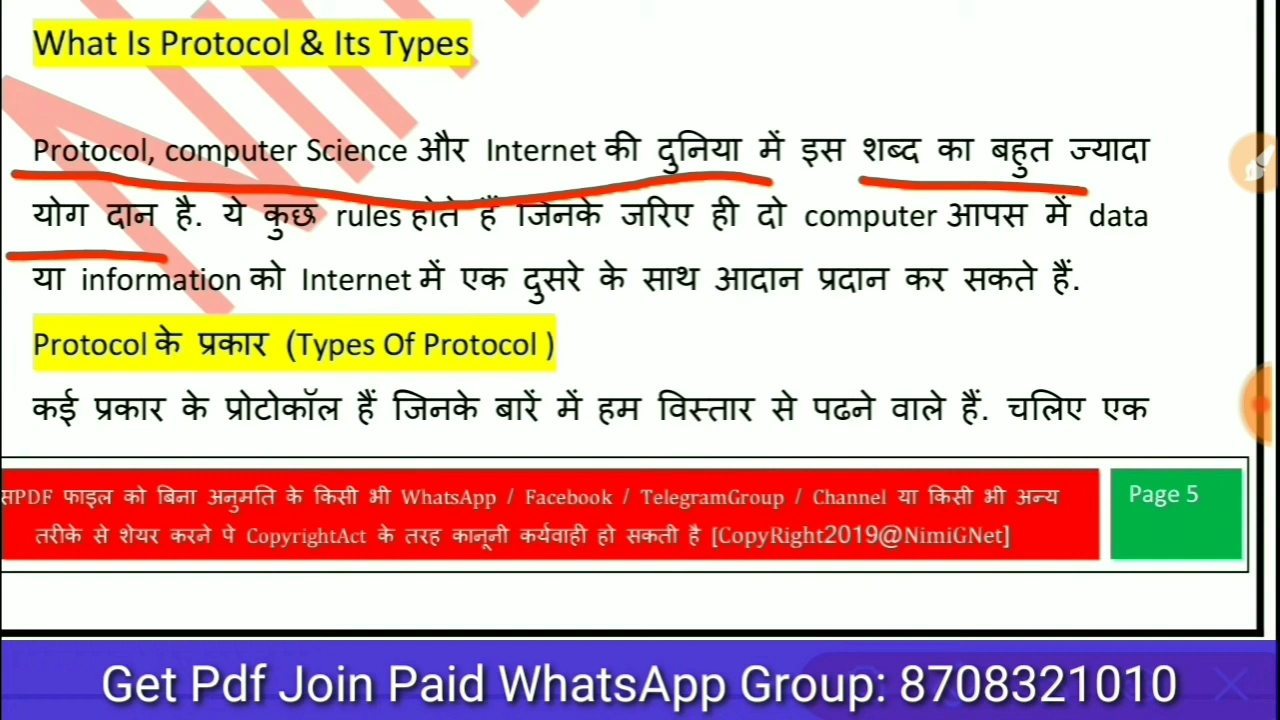 What Is Protocol & Its Types
Protocol, computer Science और Internet की दुनिया में इस शब्द का बहुत ज्यादा
योग दान है. ये कुछ rules होते हैं जिनके जरिए ही दो computer आपस में data
या information को Internet में एक दुसरे के साथ आदान प्रदान कर सकते हैं.
Protocol के प्रकार (Types Of Protocol )
कई प्रकार के प्रोटोकॉल हैं जिनके बारें में हम विस्तार से पढने वाले हैं. चलिए एक
सPDF फाइल को बिना अनुमति के किसी भी WhatsApp / Facebook / TelegramGroup / Channel या किसी भी अन्य
तरीके से शेयर करने पे CopyrightAct के तरह कानूनी कर्यवाही हो सकती है [CopyRight2019@NimiGNet]
Page 5
Get Pdf Join Paid WhatsApp Group: 8708321010